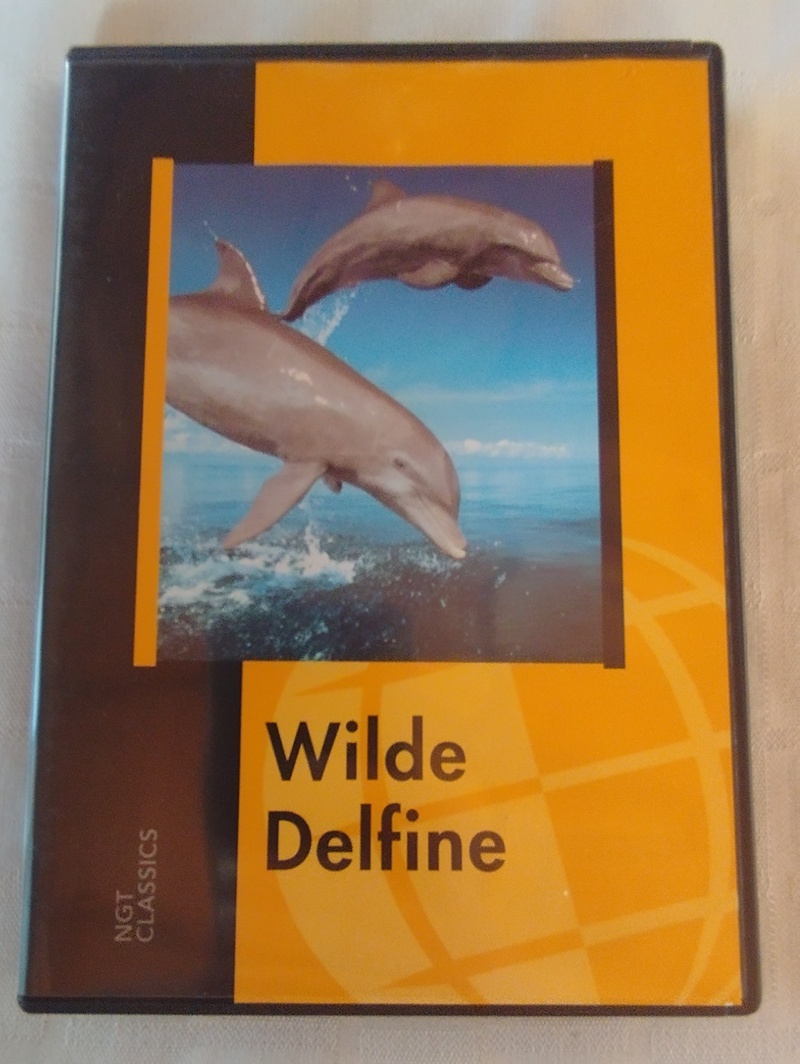 Wilde
Delfine
NGT
CLASSICS